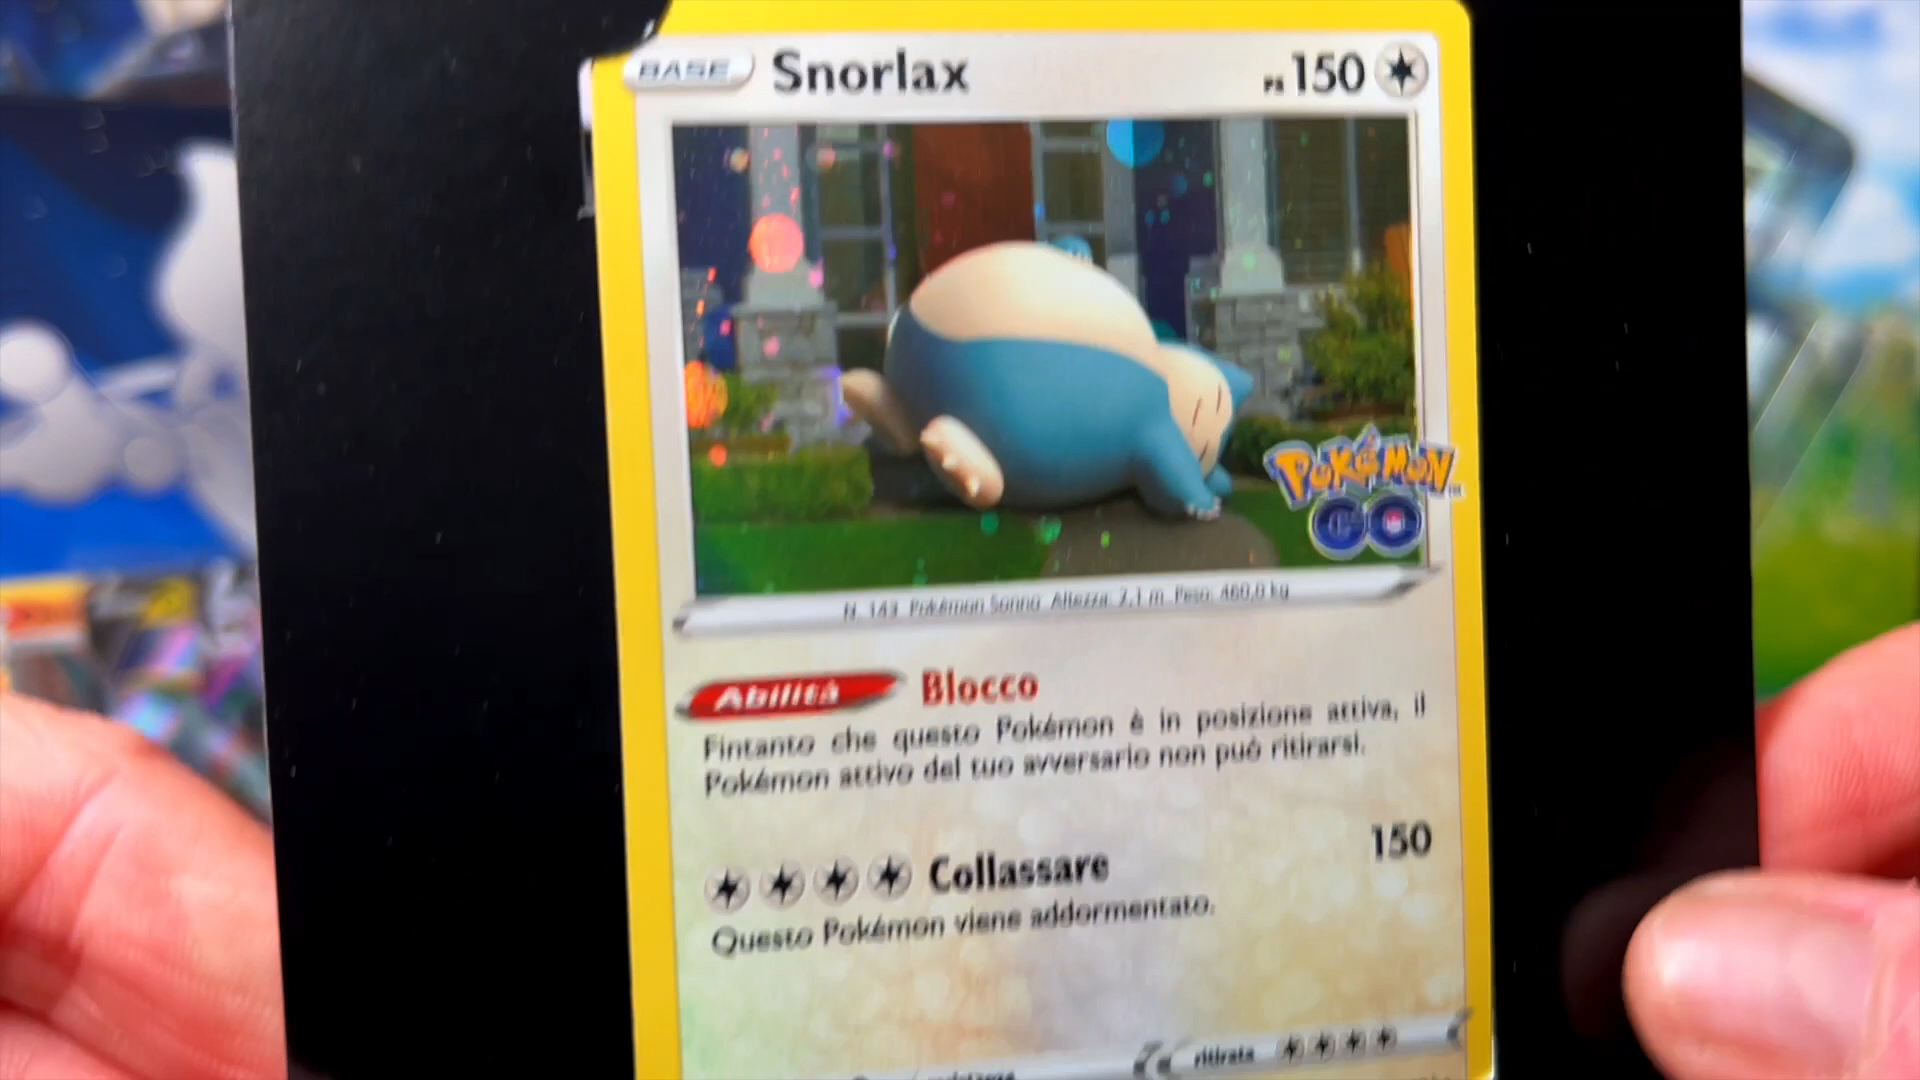 BASE Snorlax PS 150
POKÉMON
GO
N. 143 Pokémon Sonno Altezza: 2,1 m Peso: 460,0 kg
Abilità Blocco
Fintanto che questo Pokémon è in posizione attiva, il
Pokémon attivo del tuo avversario non può ritirarsi.
Collassare 150
Questo Pokémon viene addormentato.
ritirata